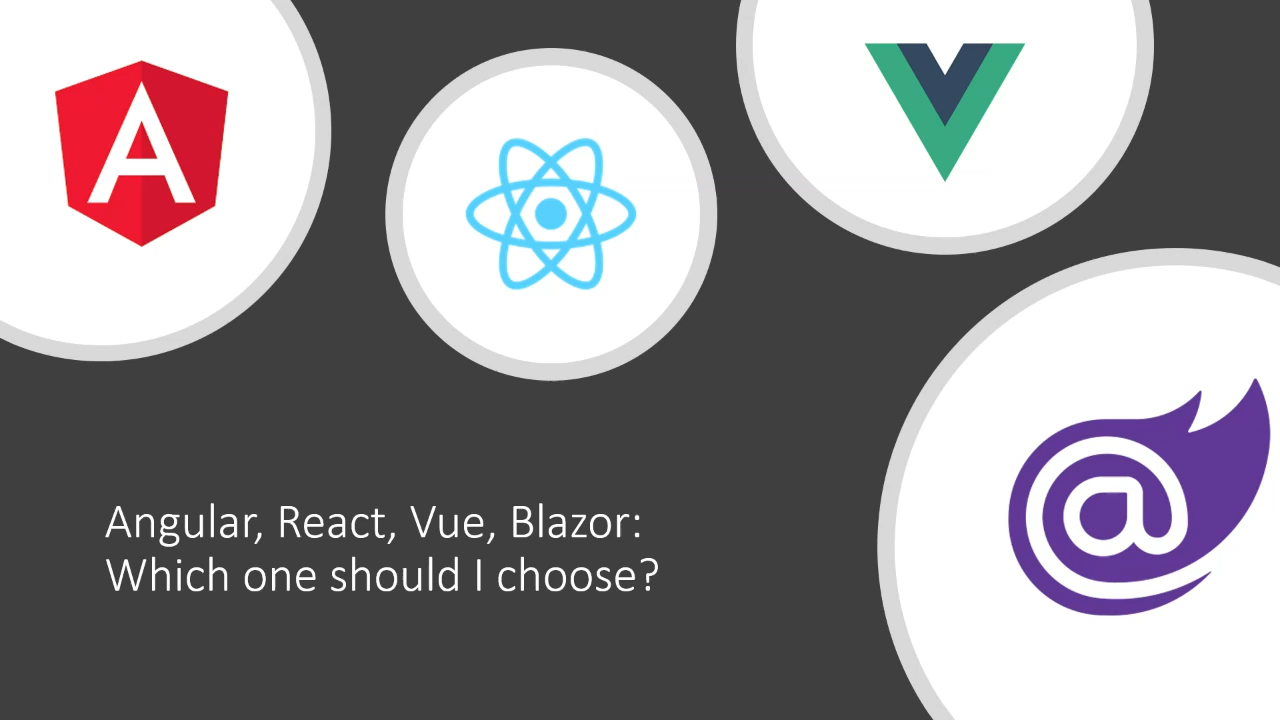 A
Angular, React, Vue, Blazor:
Which one should I choose?
@